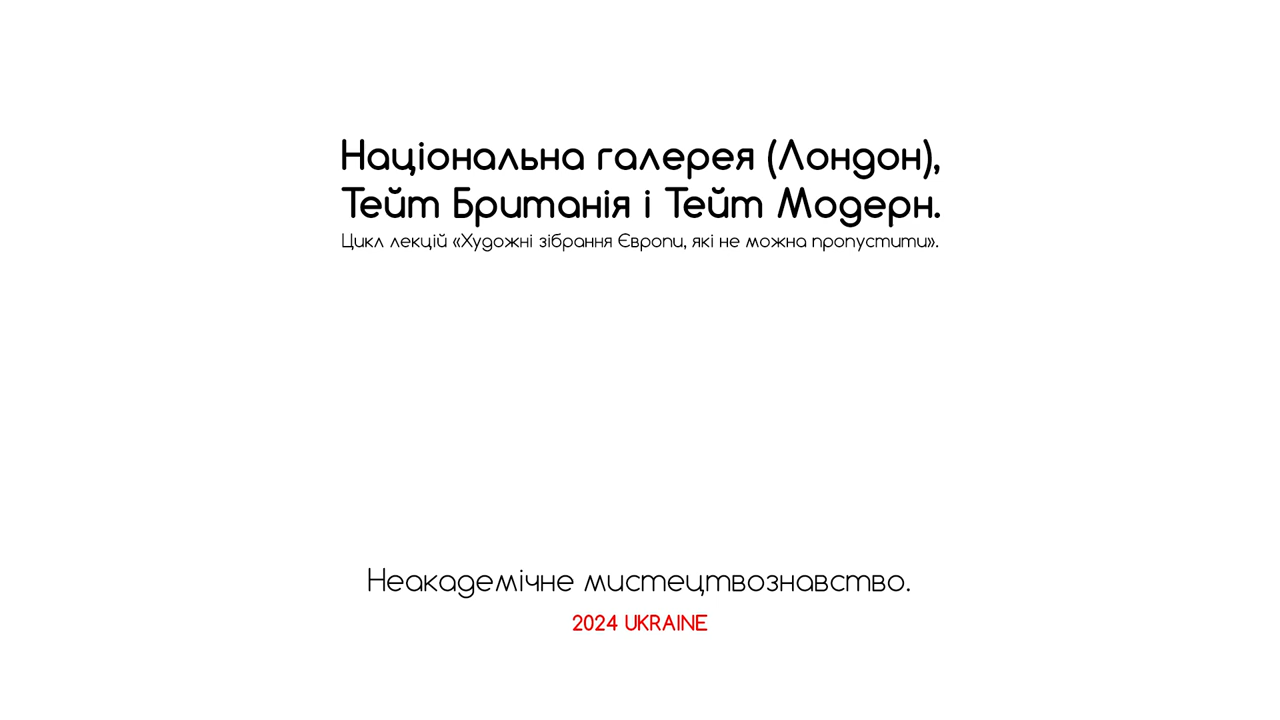 Національна галерея (Лондон),
Тейт Британія і Тейт Модерн.
Цикл лекцій «Художні зібрання Європи, які не можна пропустити».
Неакадемічне мистецтвознавство.
2024 UKRAINE